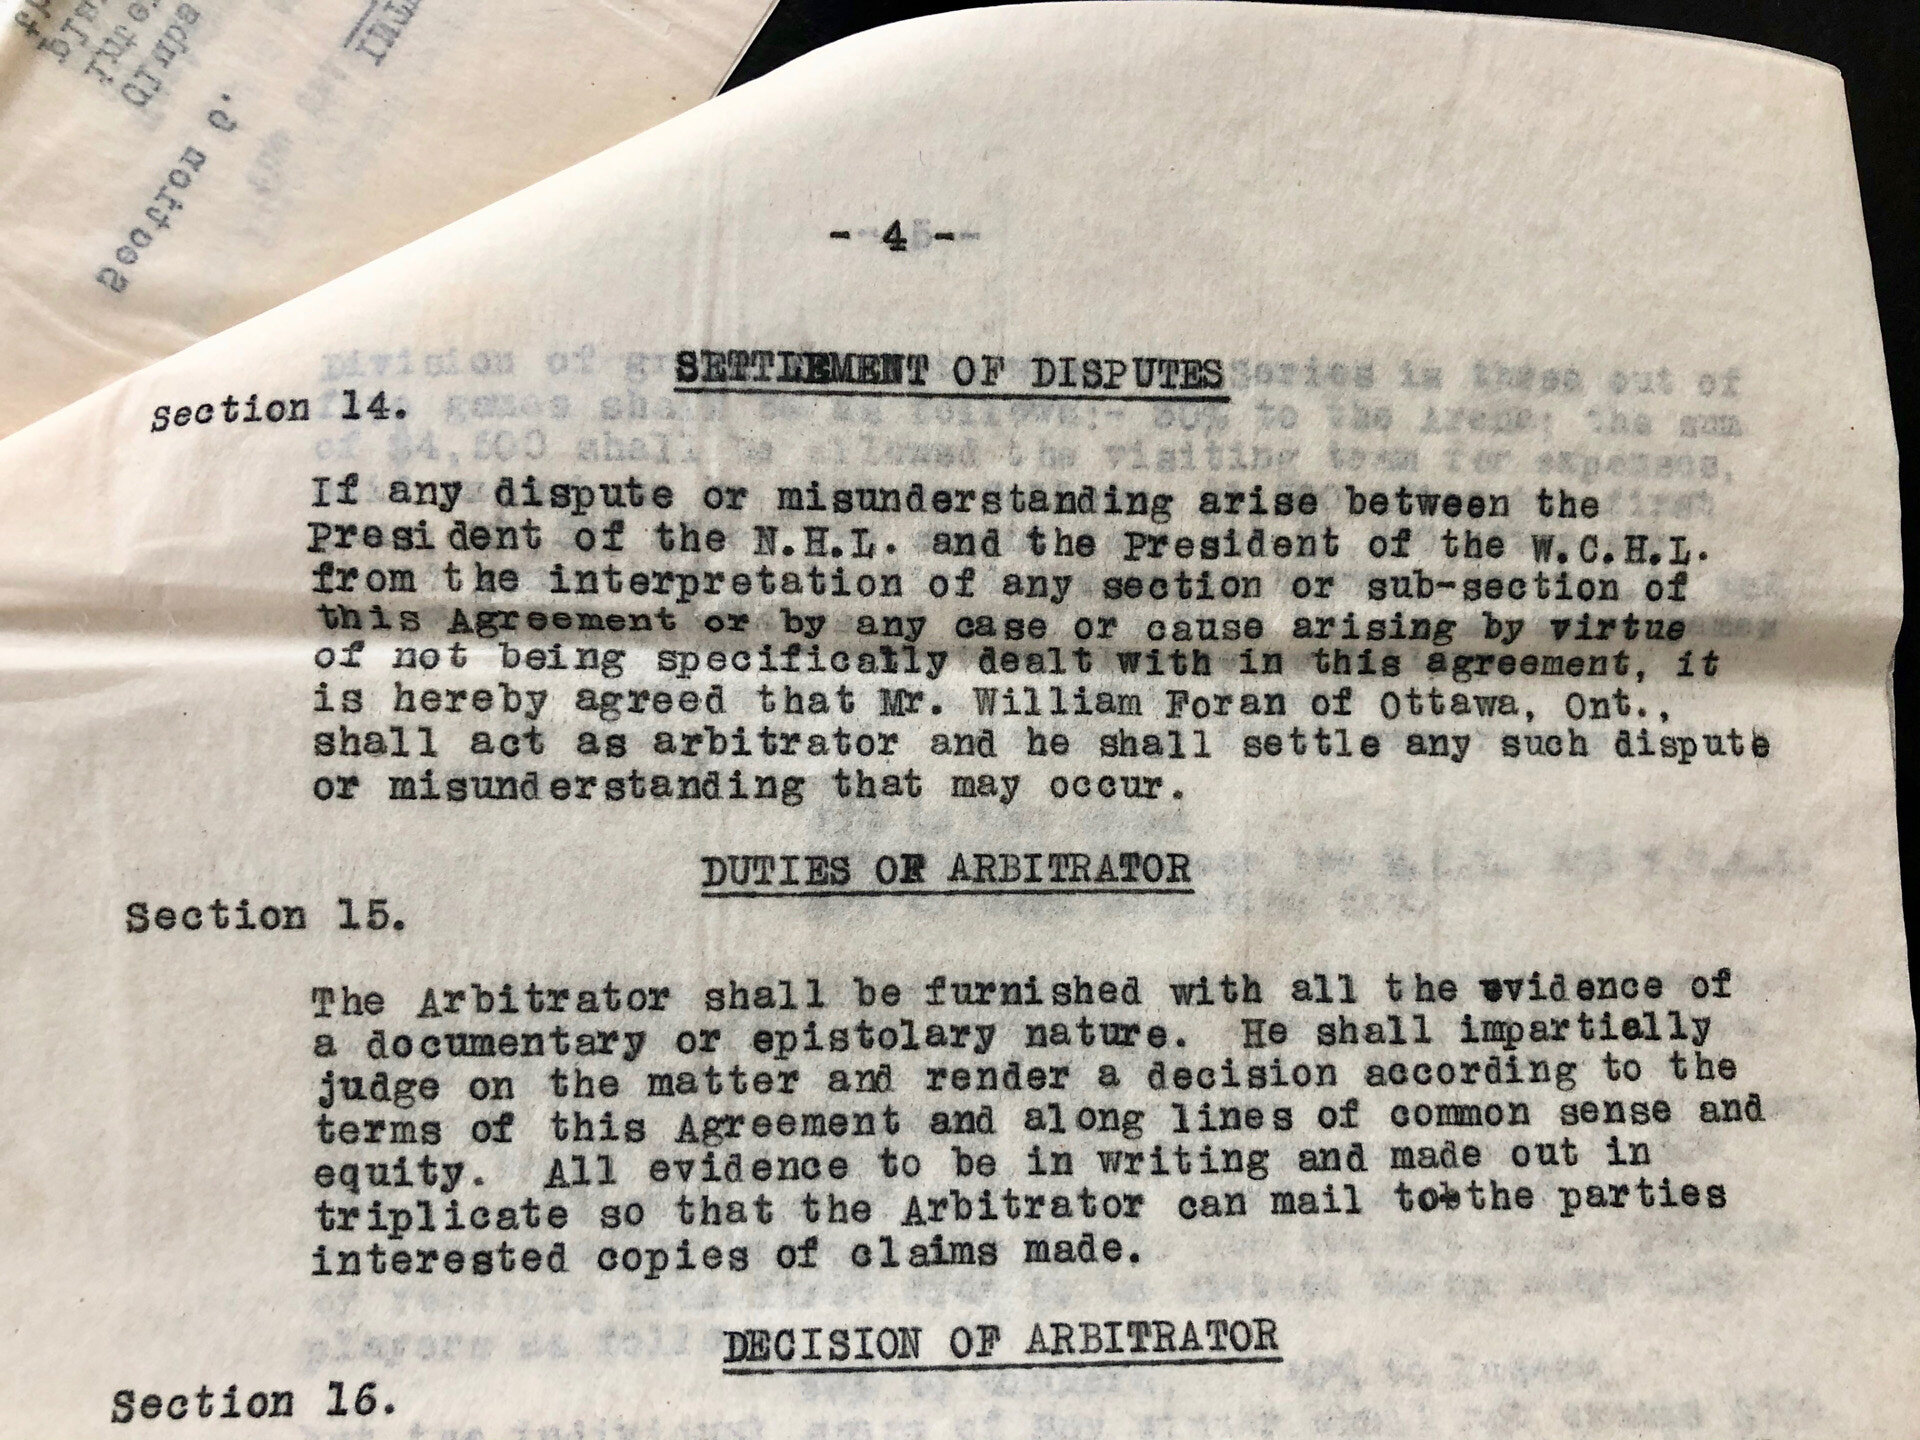 Section 6.
- 4 -
SETTLEMENT OF DISPUTES
Section 14.
If any dispute or misunderstanding arise between the
President of the N.H.L. and the President of the W.C.H.L.
from the interpretation of any section or sub-section of
this Agreement or by any case or cause arising by virtue
of not being specifically dealt with in this agreement, it
is hereby agreed that Mr. William Foran of Ottawa, Ont.,
shall act as arbitrator and he shall settle any such dispute
or misunderstanding that may occur.
DUTIES OF ARBITRATOR
Section 15.
The Arbitrator shall be furnished with all the evidence of
a documentary or epistolary nature. He shall impartially
judge on the matter and render a decision according to the
terms of this Agreement and along lines of common sense and
equity. All evidence to be in writing and made out in
triplicate so that the Arbitrator can mail to the parties
interested copies of claims made.
DECISION OF ARBITRATOR
Section 16.